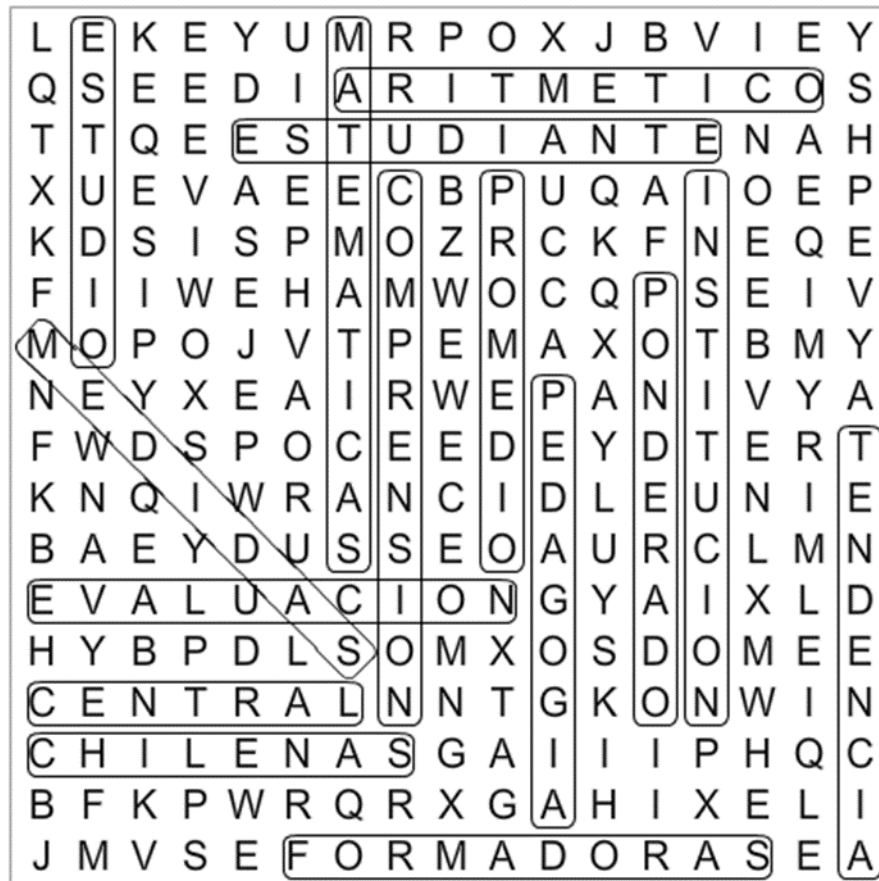 L E K E Y U M R P O X J B V I E Y
Q S E E D I A R I T M E T I C O S
T T Q E E S T U D I A N T E N A H
X U E V A E E C B P U Q A I O E P
K D S I S P M O Z R C K F N E Q E
F I I W E H A M W O C Q P S E I V
M O P O J V T P E M A X O T B M Y
N E Y X E A I R W E P A N I V Y A
F W D S P O C E E D E Y D T E R T
K N Q I W R A N C I D L E U N I E
B A E Y D U S S E O A U R C L M N
E V A L U A C I O N G Y A I X L D
H Y B P D L S O M X O S D O M E E
C E N T R A L N N T G K O N W I N
C H I L E N A S G A I I I P H Q C
B F K P W R Q R X G A H I X E L I
J M V S E F O R M A D O R A S E A